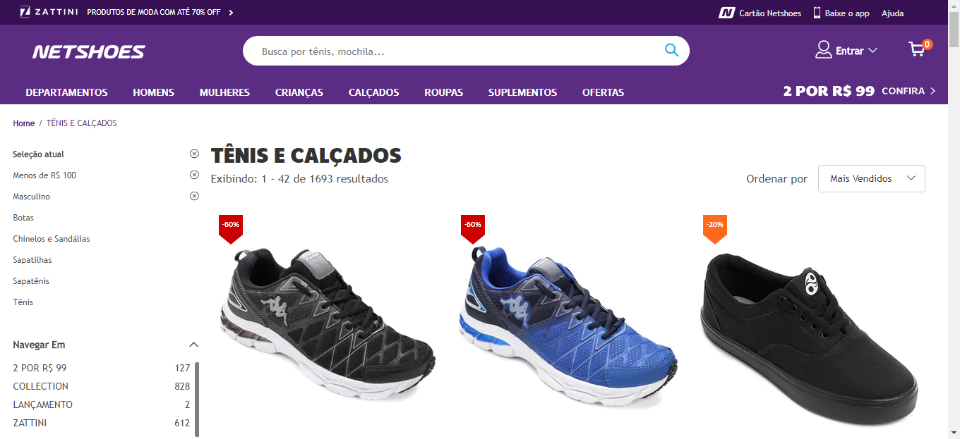 ZATTINI PRODUTOS DE MODA COM ATÉ 70% OFF
Cartão Netshoes Baixe o app Ajuda
NETSHOES
Busca por tênis, mochila...
Entrar
0
DEPARTAMENTOS HOMENS MULHERES CRIANÇAS CALÇADOS ROUPAS SUPLEMENTOS OFERTAS
2 POR R$ 99 CONFIRA
Home / TÊNIS E CALÇADOS
Seleção atual
Menos de R$ 100
Masculino
Botas
Chinelos e Sandálias
Sapatilhas
Sapatênis
Tênis
Navegar Em
2 POR R$ 99 127
COLLECTION 828
LANÇAMENTO 2
ZATTINI 612
TÊNIS E CALÇADOS
Exibindo: 1 - 42 de 1693 resultados
Ordenar por Mais Vendidos
-60%
-60%
-20%